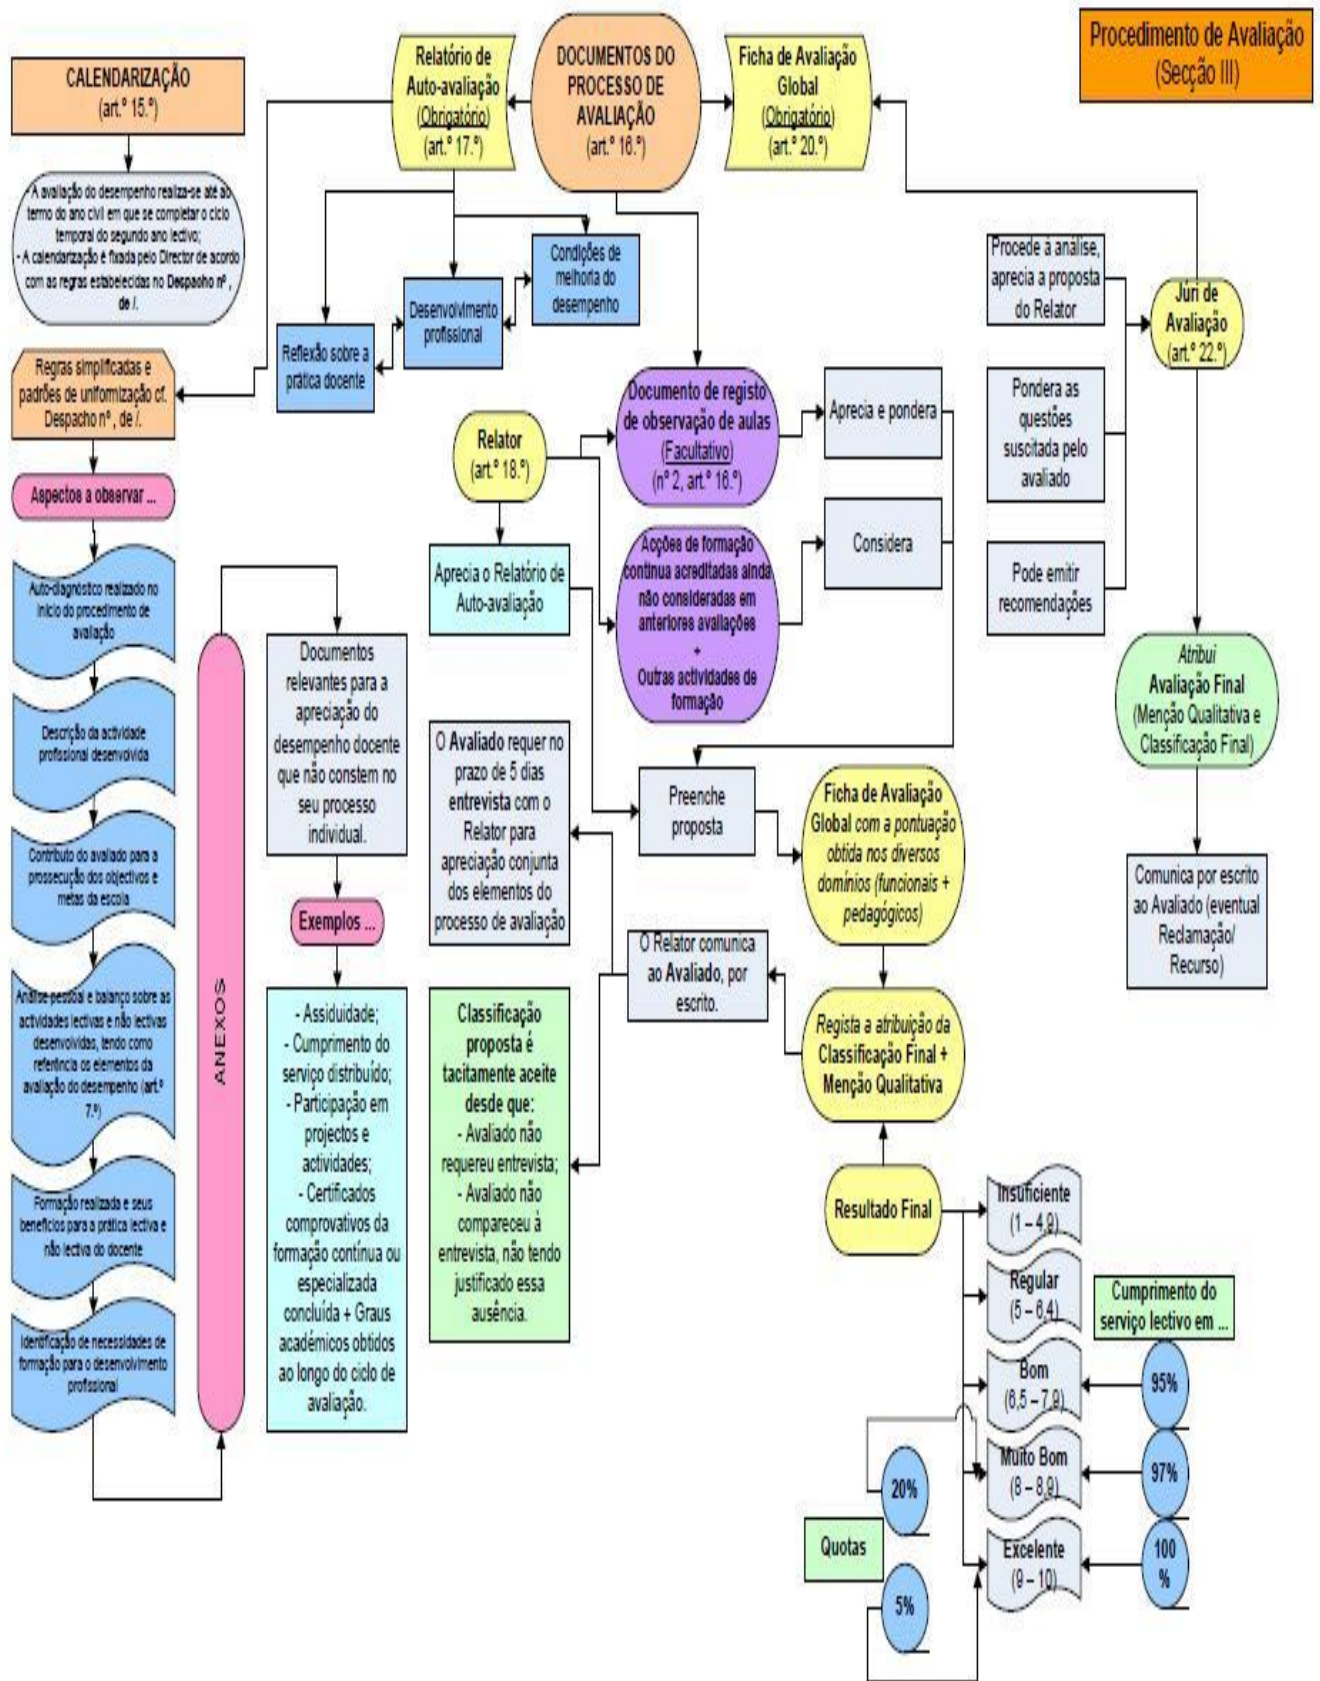 Procedimento de Avaliação
(Secção III)
CALENDARIZAÇÃO
(art.º 15.º)
- A avaliação do desempenho realiza-se até ao
termo do ano civil em que se completar o ciclo
temporal do segundo ano lectivo;
- A calendarização é fixada pelo Director de acordo
com as regras estabelecidas no Despacho nº ,
de /.
Relatório de
Auto-avaliação
(Obrigatório)
(art.º 17.º)
DOCUMENTOS DO
PROCESSO DE
AVALIAÇÃO
(art.º 16.º)
Ficha de Avaliação
Global
(Obrigatório)
(art.º 20.º)
Condições de
melhoria do
desempenho
Desenvolvimento
profissional
Reflexão sobre a
prática docente
Regras simplificadas e
padrões de uniformização cf.
Despacho nº , de /.
Aspectos a observar ...
Auto-diagnóstico realizado no
início do procedimento de
avaliação
Descrição da actividade
profissional desenvolvida
Contributo do avaliado para a
prossecução dos objectivos e
metas da escola
Análise pessoal e balanço sobre as
actividades lectivas e não lectivas
desenvolvidas, tendo como
referência os elementos da
avaliação do desempenho (art.º
7.º)
Formação realizada e seus
benefícios para a prática lectiva e
não lectiva do docente
Identificação de necessidades de
formação para o desenvolvimento
profissional
ANEXOS
Documentos
relevantes para a
apreciação do
desempenho docente
que não constem no
seu processo
individual.
Exemplos ...
- Assiduidade;
- Cumprimento do
serviço distribuído;
- Participação em
projectos e
actividades;
- Certificados
comprovativos da
formação contínua ou
especializada
concluída + Graus
académicos obtidos
ao longo do ciclo de
avaliação.
Relator
(art.º 18.º)
Aprecia o Relatório de
Auto-avaliação
Documento de registo
de observação de aulas
(Facultativo)
(nº 2, art.º 16.º)
Acções de formação
contínua acreditadas ainda
não consideradas em
anteriores avaliações
+
Outras actividades de
formação
Aprecia e pondera
Considera
Preenche
proposta
Ficha de Avaliação
Global com a pontuação
obtida nos diversos
domínios (funcionais +
pedagógicos)
Regista a atribuição da
Classificação Final +
Menção Qualitativa
O Relator comunica
ao Avaliado, por
escrito.
O Avaliado requer no
prazo de 5 dias
entrevista com o
Relator para
apreciação conjunta
dos elementos do
processo de avaliação
Classificação
proposta é
tacitamente aceite
desde que:
- Avaliado não
requereu entrevista;
- Avaliado não
compareceu à
entrevista, não tendo
justificado essa
ausência.
Procede à análise,
aprecia a proposta
do Relator
Pondera as
questões
suscitada pelo
avaliado
Pode emitir
recomendações
Júri de
Avaliação
(art.º 22.º)
Atribui
Avaliação Final
(Menção Qualitativa e
Classificação Final)
Comunica por escrito
ao Avaliado (eventual
Reclamação/
Recurso)
Resultado Final
Insuficiente
(1 – 4,9)
Regular
(5 – 6,4)
Bom
(6,5 – 7,9)
Muito Bom
(8 – 8,9)
Excelente
(9 – 10)
Cumprimento do
serviço lectivo em ...
95%
97%
100
%
Quotas
20%
5%